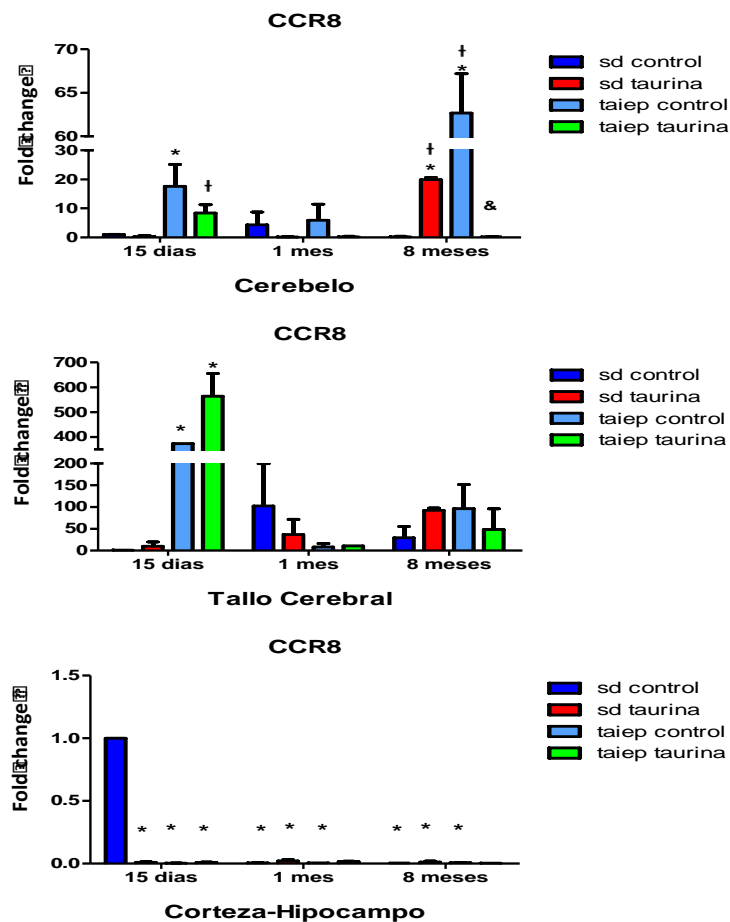 CCR8
Fold change
70
65
60
30
20
10
0
* ƚ ƚ * ƚ * &
15 dias 1 mes 8 meses
Cerebelo
sd control
sd taurina
taiep control
taiep taurina
CCR8
Fold change
700
600
500
400
200
150
100
50
0
* *
15 dias 1 mes 8 meses
Tallo Cerebral
sd control
sd taurina
taiep control
taiep taurina
CCR8
Fold change
1.5
1.0
0.5
0.0
* * * * * * * * *
15 dias 1 mes 8 meses
Corteza-Hipocampo
sd control
sd taurina
taiep control
taiep taurina